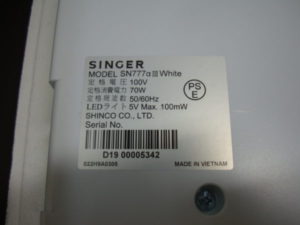 SINGER
MODEL SN777αⅢ White
定格電圧 100V
定格消費電力 70W
定格周波数 50/60Hz
LEDライト 5V Max. 100mW
SHINCO CO., LTD.
Serial No.
PS
E
D19 00005342
MADE IN VIETNAM